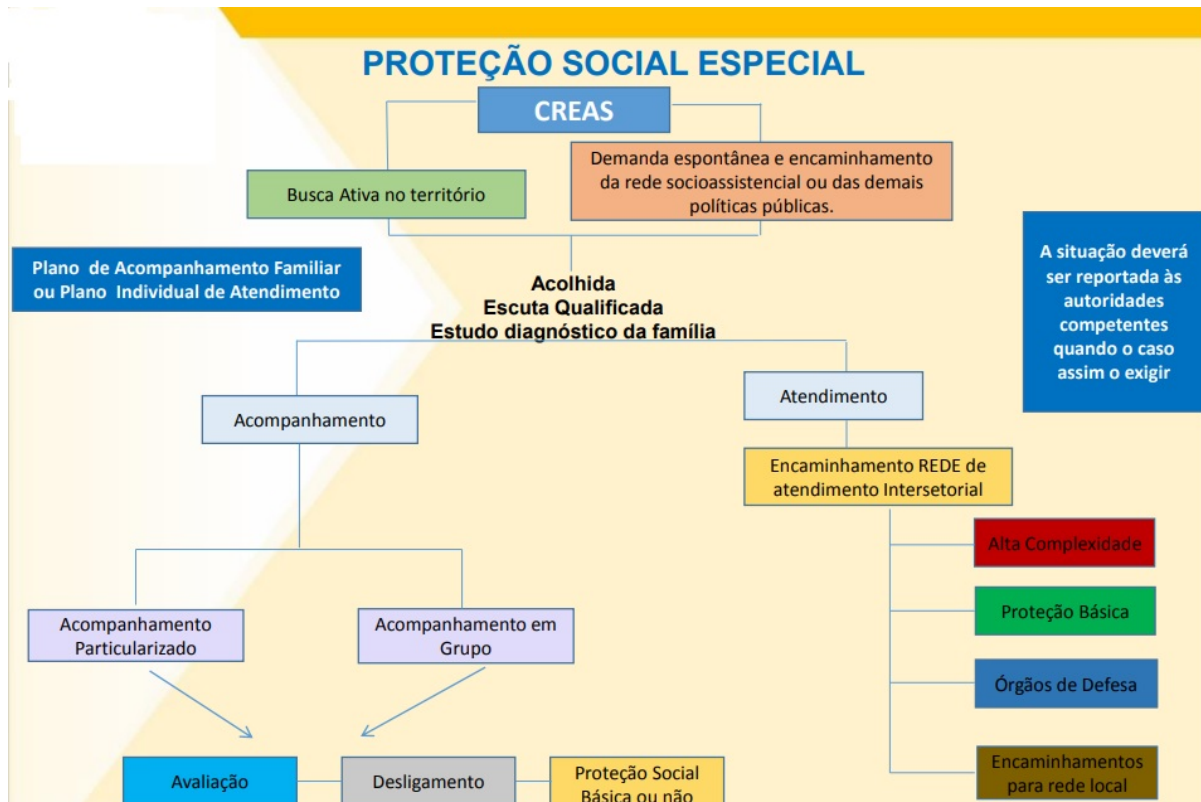 PROTEÇÃO SOCIAL ESPECIAL
CREAS
Busca Ativa no território
Demanda espontânea e encaminhamento
da rede socioassistencial ou das demais
políticas públicas.
Plano de Acompanhamento Familiar
ou Plano Individual de Atendimento
Acolhida
Escuta Qualificada
Estudo diagnóstico da família
A situação deverá
ser reportada às
autoridades
competentes
quando o caso
assim o exigir
Acompanhamento
Atendimento
Encaminhamento REDE de
atendimento Intersetorial
Alta Complexidade
Proteção Básica
Órgãos de Defesa
Encaminhamentos
para rede local
Acompanhamento
Particularizado
Acompanhamento em
Grupo
Avaliação
Desligamento
Proteção Social
Básica ou não